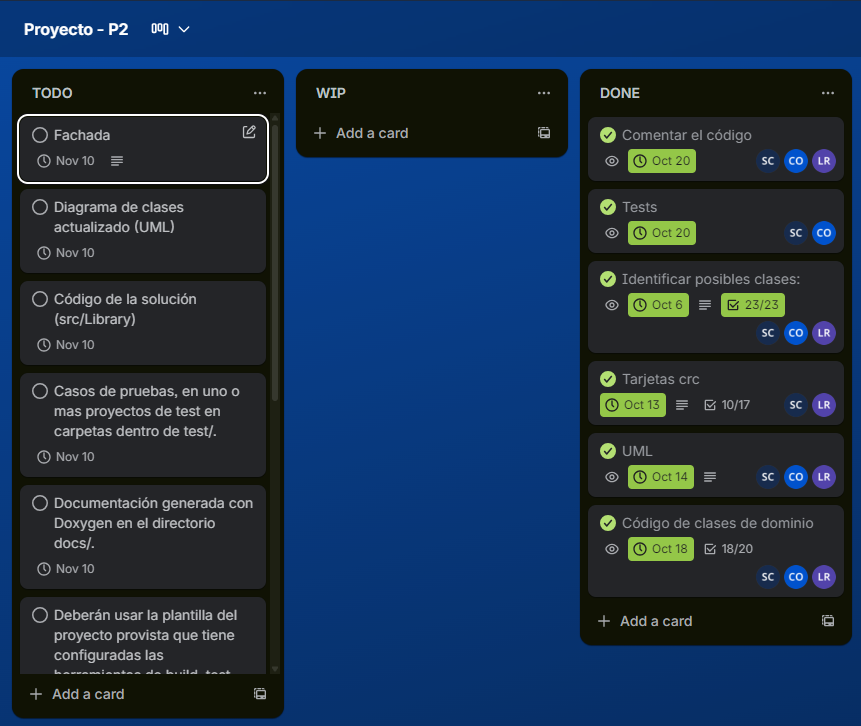 Proyecto - P2
TODO
Fachada
Nov 10
Diagrama de clases
actualizado (UML)
Nov 10
Código de la solución
(src/Library)
Nov 10
Casos de pruebas, en uno o
mas proyectos de test en
carpetas dentro de test/.
Nov 10
Documentación generada con
Doxygen en el directorio
docs/.
Nov 10
Deberán usar la plantilla del
proyecto provista que tiene
configuradas las
herramientas de build, test
Add a card
WIP
Add a card
DONE
Comentar el código
Oct 20 SC CO LR
Tests
Oct 20 SC CO
Identificar posibles clases:
Oct 6 23/23
SC CO LR
Tarjetas crc
Oct 13 10/17 SC LR
UML
Oct 14 SC CO LR
Código de clases de dominio
Oct 18 18/20
SC CO LR
Add a card